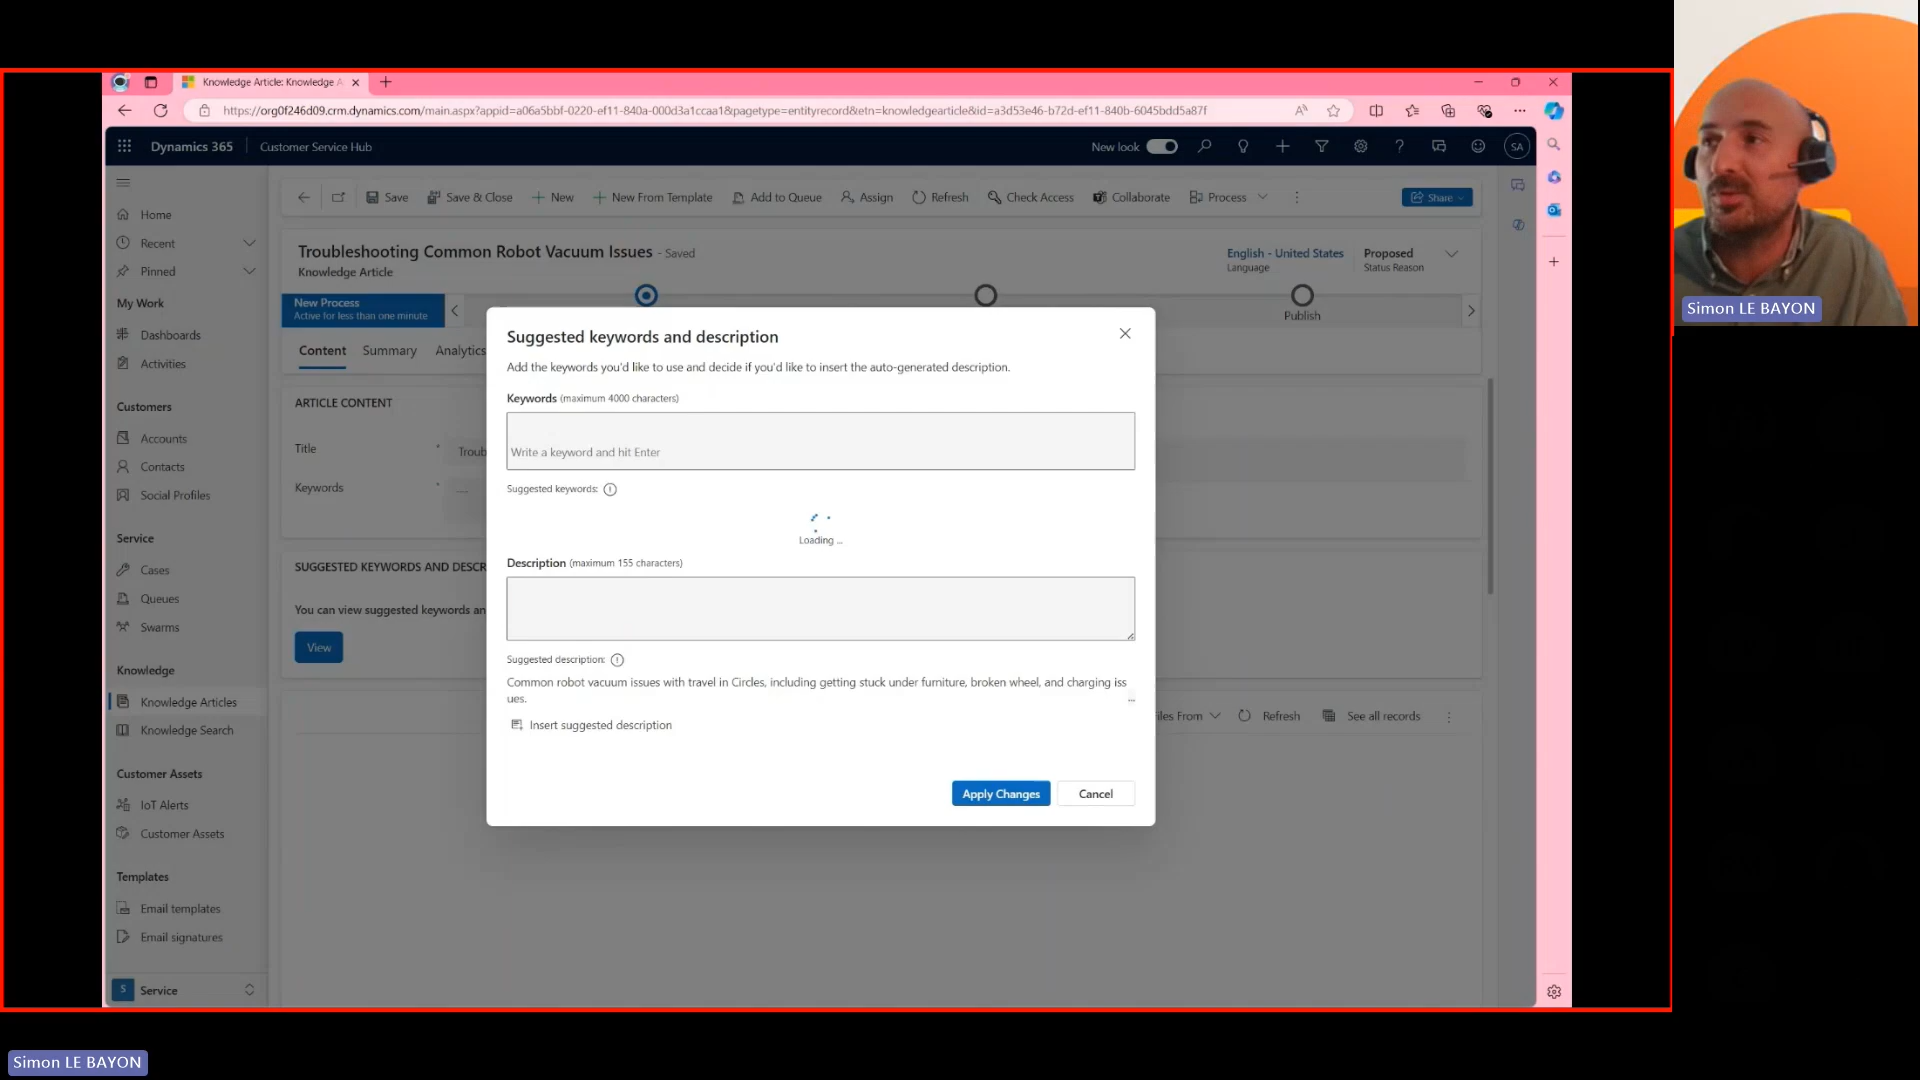 Knowledge Article: Knowledge A
https://org0f246d09.crm.dynamics.com/main.aspx?appid=a06a5bbf-0220-ef11-840a-000d3a1ccaa1&pagetype=entityrecord&etn=knowledgearticle&id=a3d53e46-b72d-ef11-840b-6045bdd5a87f
Dynamics 365
Customer Service Hub
New look
SA
Home
Recent
Pinned
My Work
Dashboards
Activities
Customers
Accounts
Contacts
Social Profiles
Service
Cases
Queues
Swarms
Knowledge
Knowledge Articles
Knowledge Search
Customer Assets
IoT Alerts
Customer Assets
Templates
Email templates
Email signatures
S Service
Save
Save & Close
New
New From Template
Add to Queue
Assign
Refresh
Check Access
Collaborate
Process
Share
Troubleshooting Common Robot Vacuum Issues - Saved
Knowledge Article
English - United States
Language
Proposed
Status Reason
New Process
Active for less than one minute
Publish
Content
Summary
Analytics
ARTICLE CONTENT
Title
*
Troub
Keywords
*
---
SUGGESTED KEYWORDS AND DESCR
You can view suggested keywords an
View
iles From
Refresh
See all records
Suggested keywords and description
Add the keywords you'd like to use and decide if you'd like to insert the auto-generated description.
Keywords (maximum 4000 characters)
Write a keyword and hit Enter
Suggested keywords:
Loading ...
Description (maximum 155 characters)
Suggested description:
Common robot vacuum issues with travel in Circles, including getting stuck under furniture, broken wheel, and charging iss
ues.
...
Insert suggested description
Apply Changes
Cancel
Simon LE BAYON
Simon LE BAYON